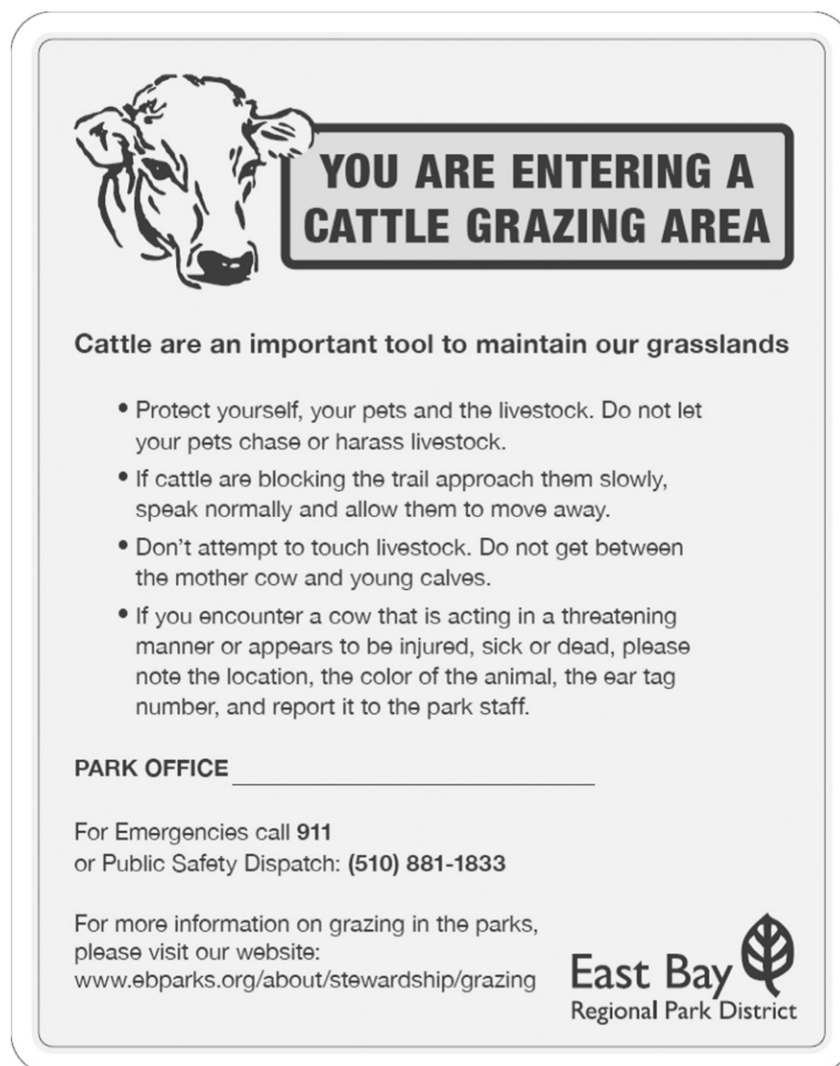 YOU ARE ENTERING A
CATTLE GRAZING AREA
Cattle are an important tool to maintain our grasslands
• Protect yourself, your pets and the livestock. Do not let
your pets chase or harass livestock.
• If cattle are blocking the trail approach them slowly,
speak normally and allow them to move away.
• Don't attempt to touch livestock. Do not get between
the mother cow and young calves.
• If you encounter a cow that is acting in a threatening
manner or appears to be injured, sick or dead, please
note the location, the color of the animal, the ear tag
number, and report it to the park staff.
PARK OFFICE
For Emergencies call 911
or Public Safety Dispatch: (510) 881-1833
For more information on grazing in the parks,
please visit our website:
www.ebparks.org/about/stewardship/grazing
East Bay
Regional Park District